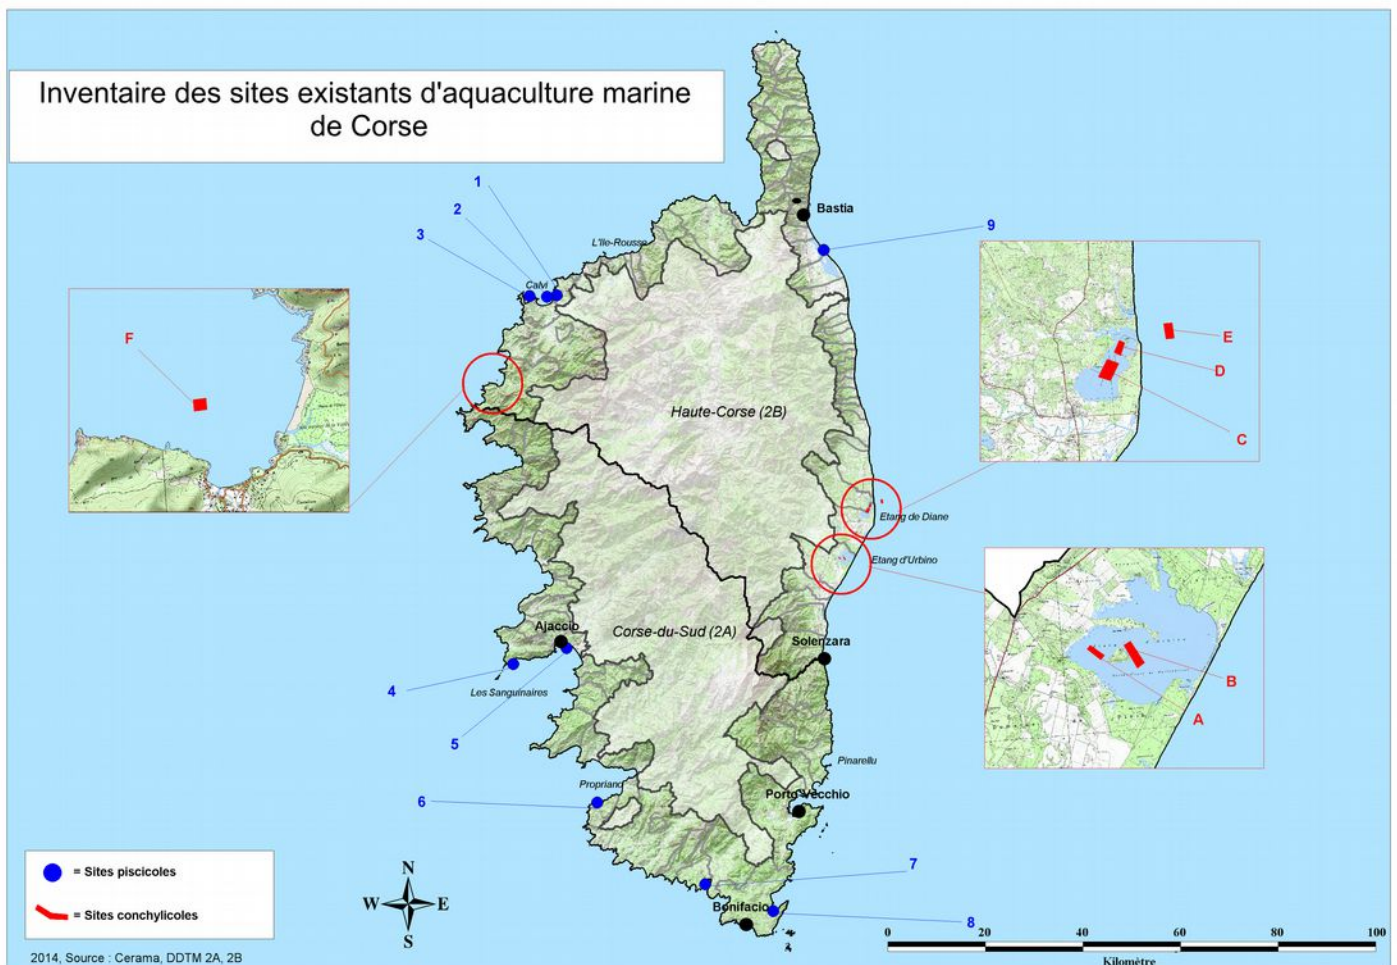 Inventaire des sites existants d'aquaculture marine
de Corse
1
2
3
Bastia
9
L'Ile-Rousse
Calvi
F
E
D
C
Haute-Corse (2B)
Etang de Diane
Etang d'Urbino
B
A
Corse-du-Sud (2A)
Ajaccio
Solenzara
4
Les Sanguinaires
5
Pinarellu
Propriano
6
Porto-Vecchio
7
Bonifacio
8
= Sites piscicoles
= Sites conchylicoles
N
W E
S
0 20 40 60 80 100
Kilomètre
2014, Source : Cerama, DDTM 2A, 2B